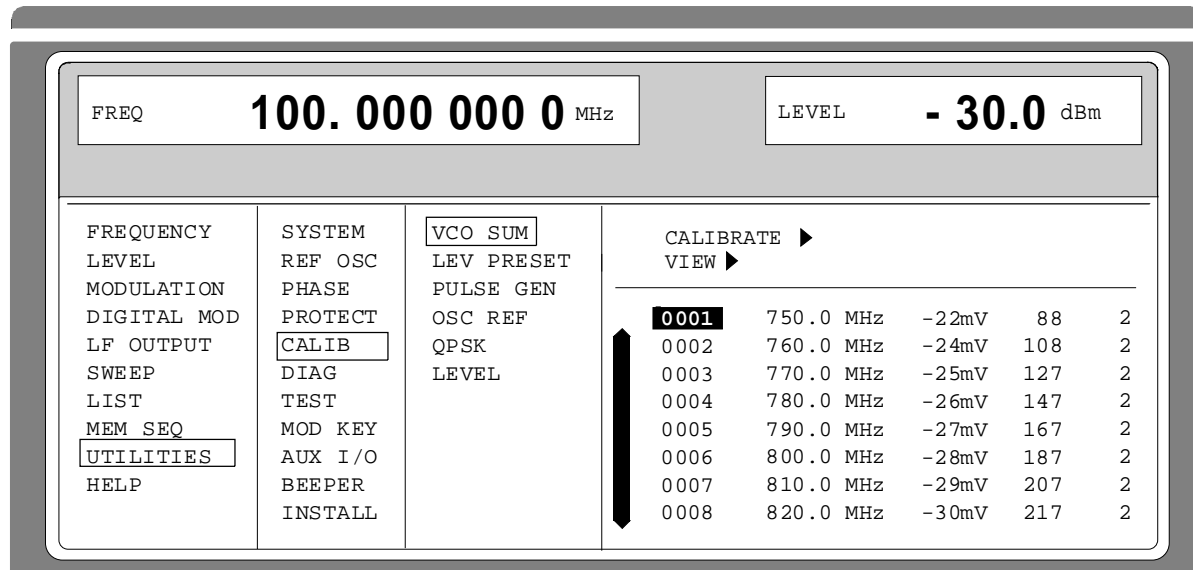 FREQ 100. 000 000 0 MHz
LEVEL - 30.0 dBm
FREQUENCY
LEVEL
MODULATION
DIGITAL MOD
LF OUTPUT
SWEEP
LIST
MEM SEQ
UTILITIES
HELP
SYSTEM
REF OSC
PHASE
PROTECT
CALIB
DIAG
TEST
MOD KEY
AUX I/O
BEEPER
INSTALL
VCO SUM
LEV PRESET
PULSE GEN
OSC REF
QPSK
LEVEL
CALIBRATE ▶
VIEW ▶
0001 750.0 MHz -22mV 88 2
0002 760.0 MHz -24mV 108 2
0003 770.0 MHz -25mV 127 2
0004 780.0 MHz -26mV 147 2
0005 790.0 MHz -27mV 167 2
0006 800.0 MHz -28mV 187 2
0007 810.0 MHz -29mV 207 2
0008 820.0 MHz -30mV 217 2